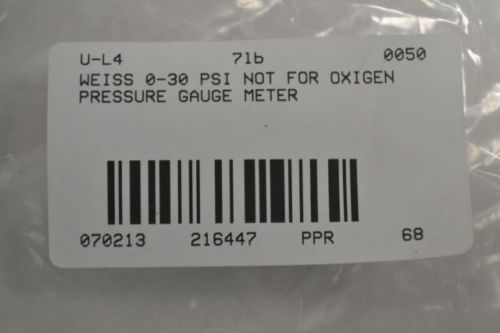 U-L4 71b 0050
WEISS 0-30 PSI NOT FOR OXIGEN
PRESSURE GAUGE METER
070213 216447 PPR 68